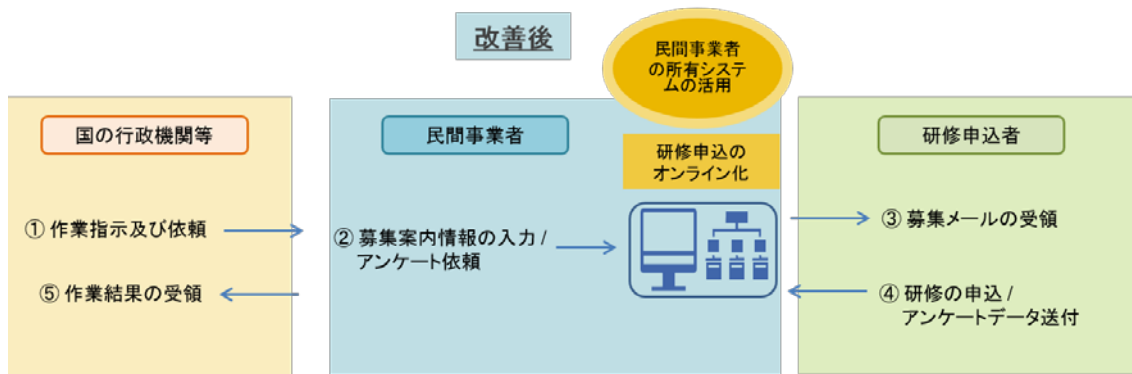 改善後
民間事業者
の所有システ
ムの活用
国の行政機関等
民間事業者
研修申込の
オンライン化
研修申込者
① 作業指示及び依頼
② 募集案内情報の入力 /
アンケート依頼
③ 募集メールの受領
⑤ 作業結果の受領
④ 研修の申込 /
アンケートデータ送付